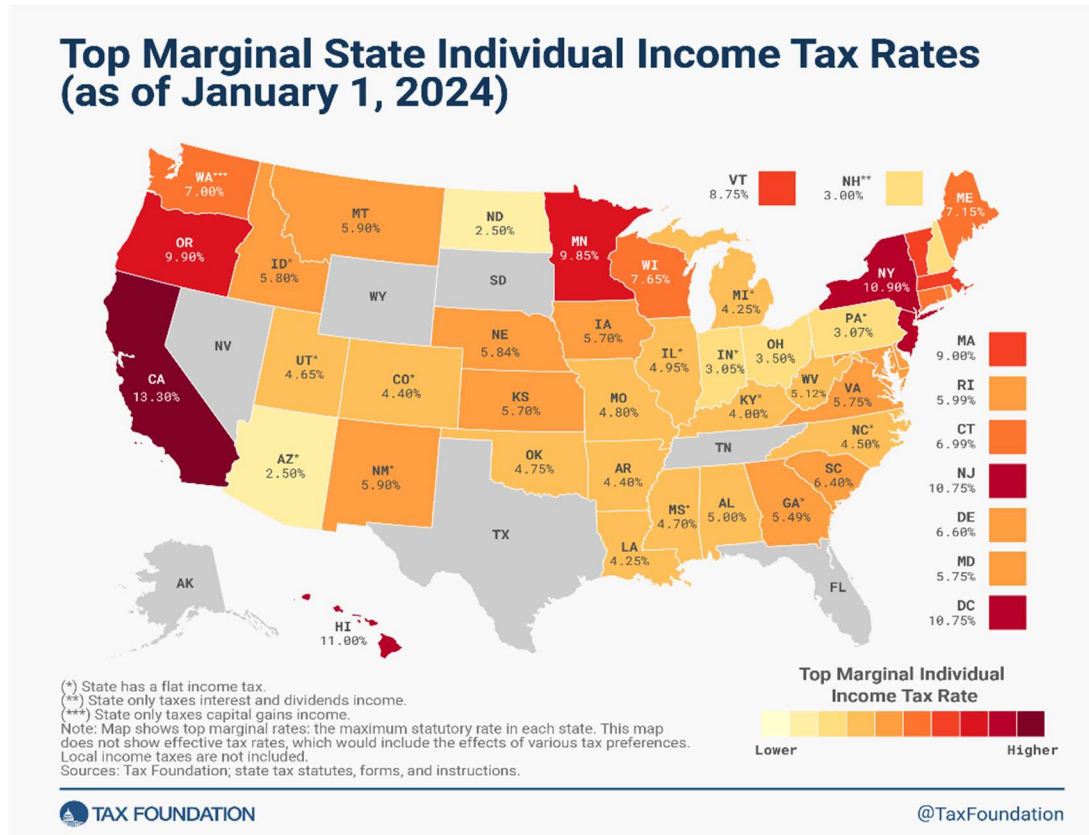 Top Marginal State Individual Income Tax Rates
(as of January 1, 2024)
WA***
7.00%
OR
9.90%
CA
13.30%
NV
ID*
5.80%
MT
5.90%
WY
UT*
4.65%
AZ*
2.50%
CO*
4.40%
NM*
5.90%
ND
2.50%
SD
NE
5.84%
KS
5.70%
OK
4.75%
TX
MN
9.85%
IA
5.70%
MO
4.80%
AR
4.40%
LA
4.25%
WI
7.65%
IL*
4.95%
MI*
4.25%
IN*
3.05%
OH
3.50%
KY*
4.00%
TN
MS*
4.70%
AL
5.00%
GA*
5.49%
FL
SC
6.40%
NC*
4.50%
VA
5.75%
WV
5.12%
PA*
3.07%
NY
10.90%
ME
7.15%
VT
8.75%
NH**
3.00%
MA
9.00%
RI
5.99%
CT
6.99%
NJ
10.75%
DE
6.60%
MD
5.75%
DC
10.75%
AK
HI
11.00%
(*) State has a flat income tax.
(**) State only taxes interest and dividends income.
(***) State only taxes capital gains income.
Note: Map shows top marginal rates: the maximum statutory rate in each state. This map
does not show effective tax rates, which would include the effects of various tax preferences.
Local income taxes are not included.
Sources: Tax Foundation; state tax statutes, forms, and instructions.
Top Marginal Individual
Income Tax Rate
Lower Higher
TAX FOUNDATION
@TaxFoundation